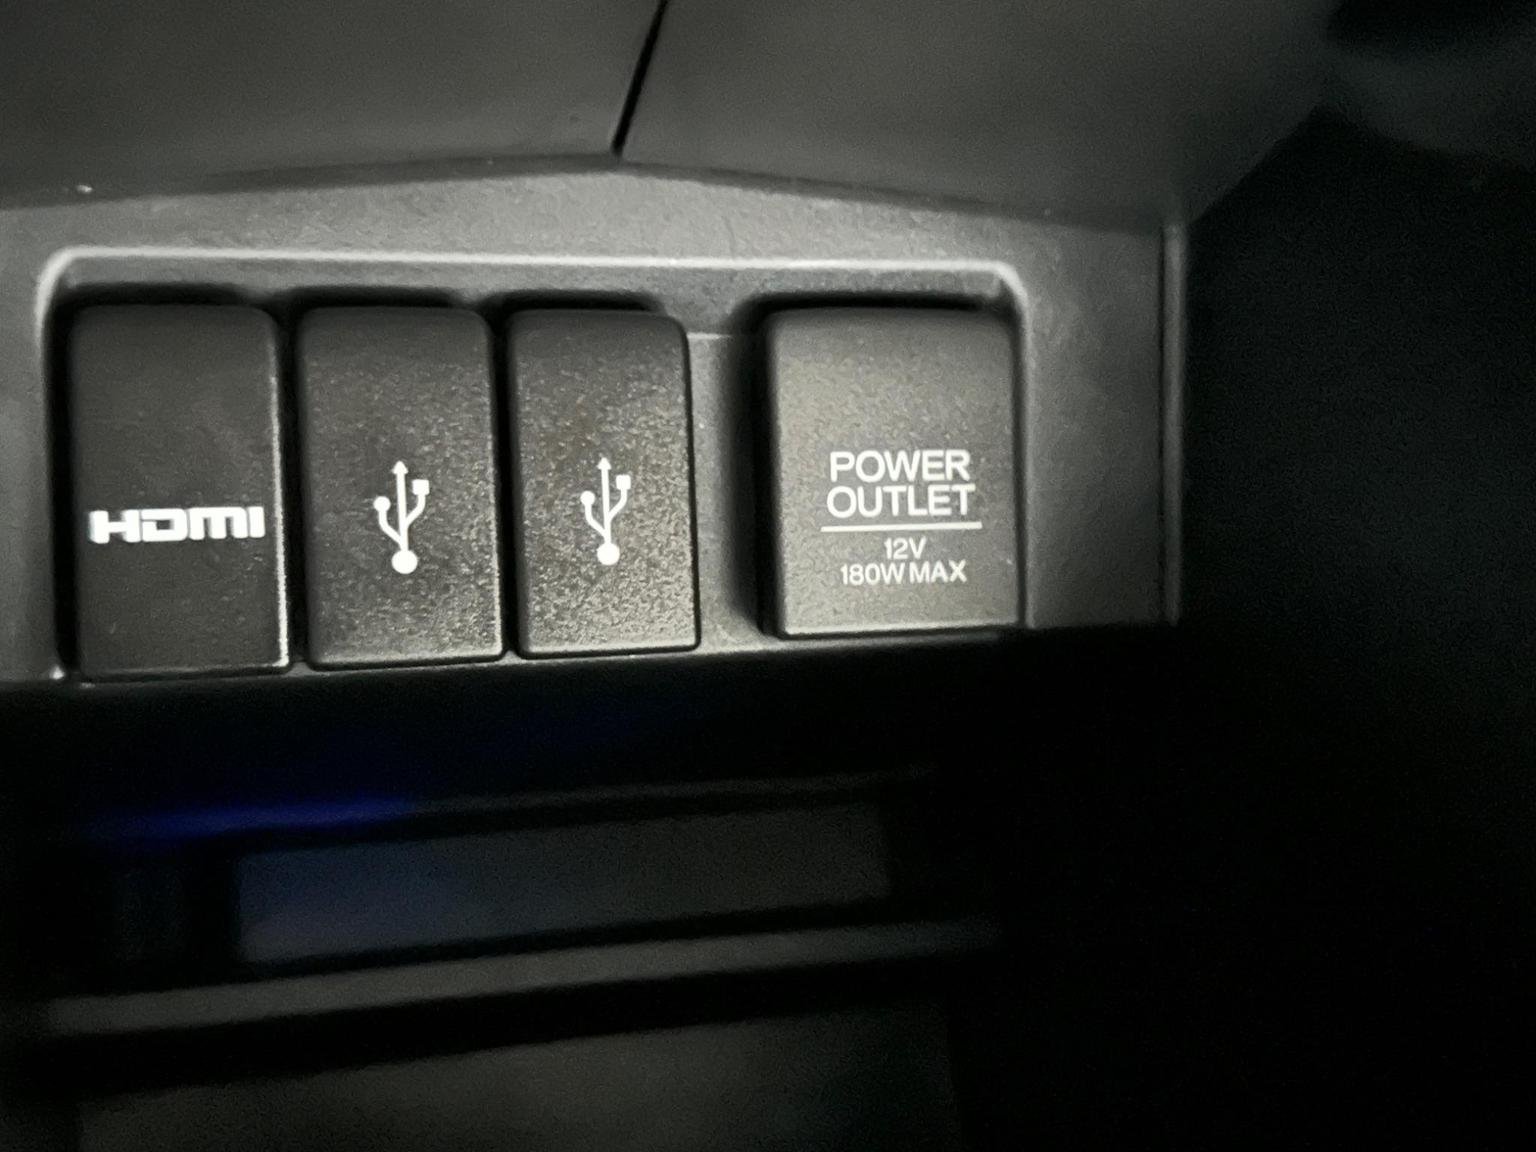 HDMI
POWER
OUTLET
12V
180W MAX